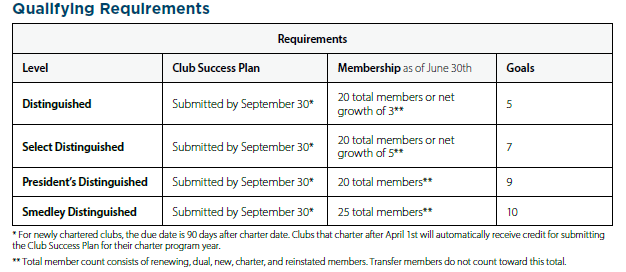 Qualifying Requirements
Requirements
Level Club Success Plan Membership as of June 30th Goals
Distinguished Submitted by September 30* 20 total members or net growth of 3** 5
Select Distinguished Submitted by September 30* 20 total members or net growth of 5** 7
President's Distinguished Submitted by September 30* 20 total members** 9
Smedley Distinguished Submitted by September 30* 25 total members** 10
* For newly chartered clubs, the due date is 90 days after charter date. Clubs that charter after April 1st will automatically receive credit for submitting
the Club Success Plan for their charter program year.
** Total member count consists of renewing, dual, new, charter, and reinstated members. Transfer members do not count toward this total.